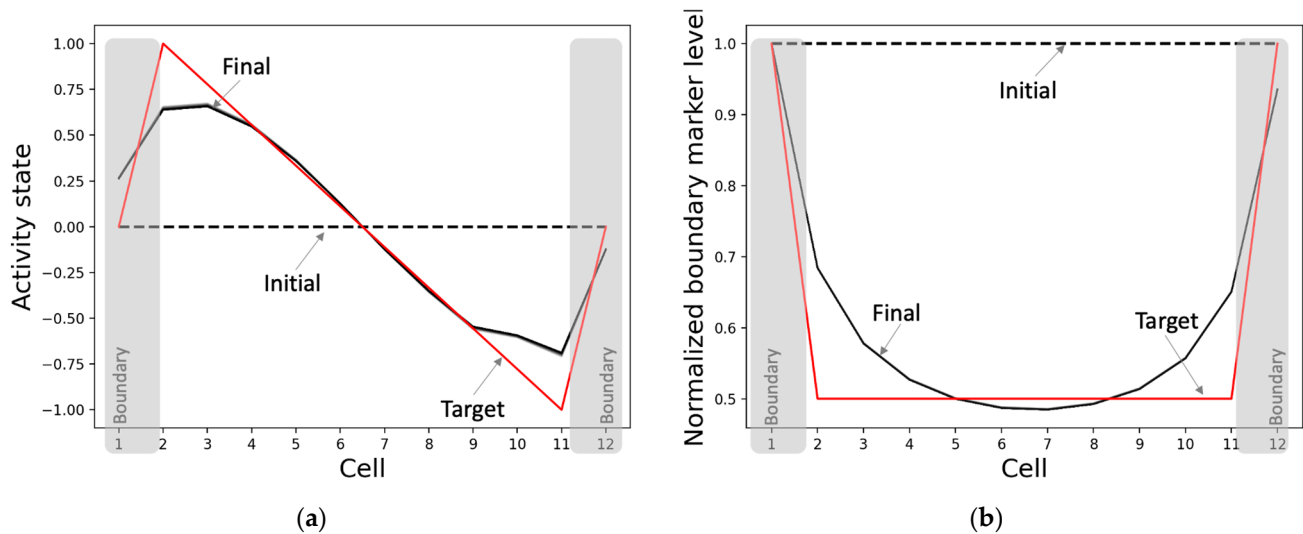 1.00
0.75
0.50
0.25
0.00
−0.25
−0.50
−0.75
−1.00
Activity state
Final
Initial
Target
Boundary
Boundary
1 2 3 4 5 6 7 8 9 10 11 12
Cell
(a)
1.0
0.9
0.8
0.7
0.6
0.5
Normalized boundary marker level
Initial
Final
Target
Boundary
Boundary
1 2 3 4 5 6 7 8 9 10 11 12
Cell
(b)